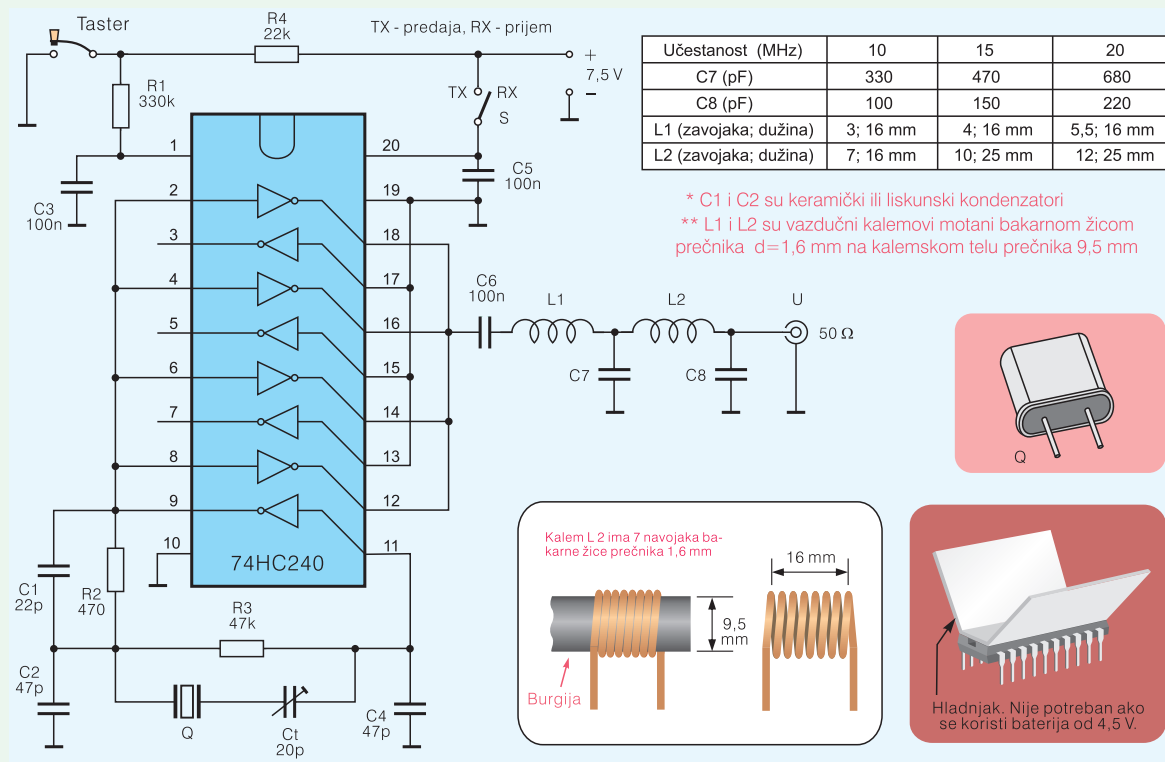 Taster
R4
22k
TX - predaja, RX - prijem
+
7,5 V
−
R1
330k
TX
RX
S
1
20
C5
100n
C3
100n
2
19
3
18
4
17
5
16
6
15
7
14
8
13
9
12
10
11
74HC240
C6
100n
L1
L2
U
50 Ω
C7
C8
C1
22p
R2
470
R3
47k
C2
47p
Q
Ct
20p
C4
47p
Učestanost (MHz) 10 15 20
C7 (pF) 330 470 680
C8 (pF) 100 150 220
L1 (zavojaka; dužina) 3; 16 mm 4; 16 mm 5,5; 16 mm
L2 (zavojaka; dužina) 7; 16 mm 10; 25 mm 12; 25 mm
* C1 i C2 su keramički ili liskunski kondenzatori
** L1 i L2 su vazdučni kalemovi motani bakarnom žicom
prečnika d=1,6 mm na kalemskom telu prečnika 9,5 mm
Q
Kalem L 2 ima 7 navojaka ba-
karne žice prečnika 1,6 mm
16 mm
9,5
mm
Burgija
Hladnjak. Nije potreban ako
se koristi baterija od 4,5 V.